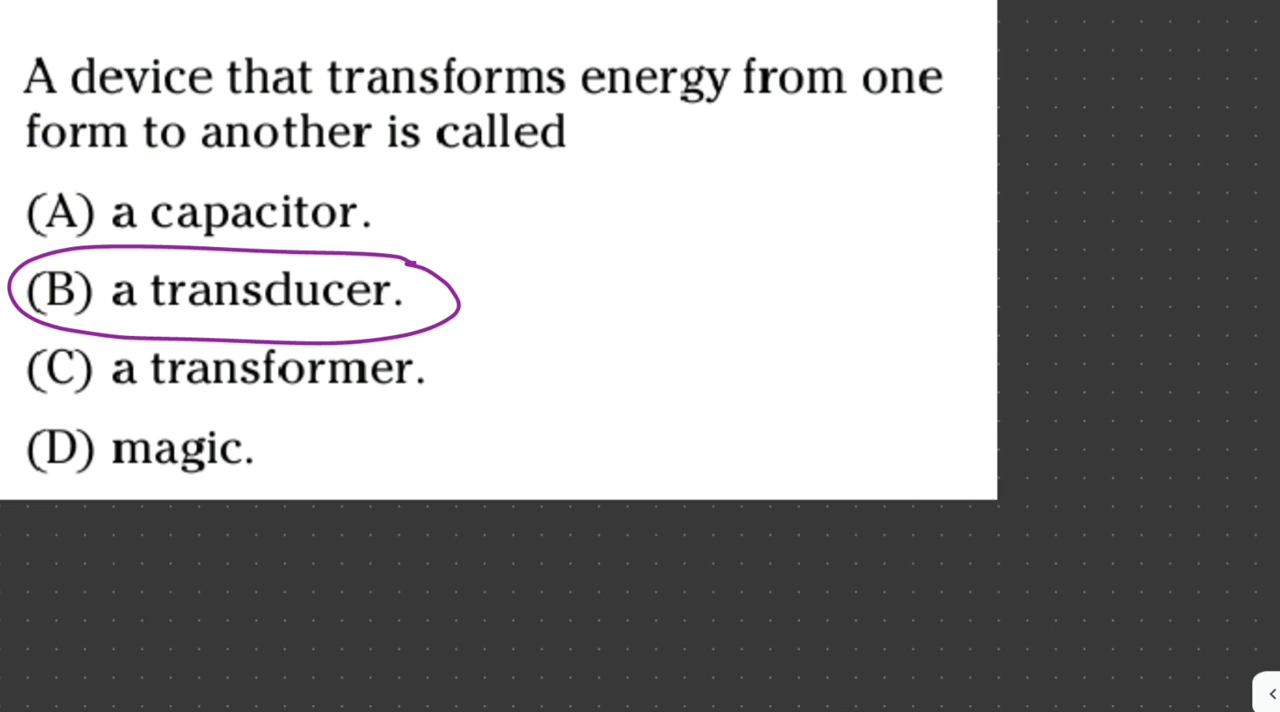 A device that transforms energy from one
form to another is called
(A) a capacitor.
(B) a transducer.
(C) a transformer.
(D) magic.